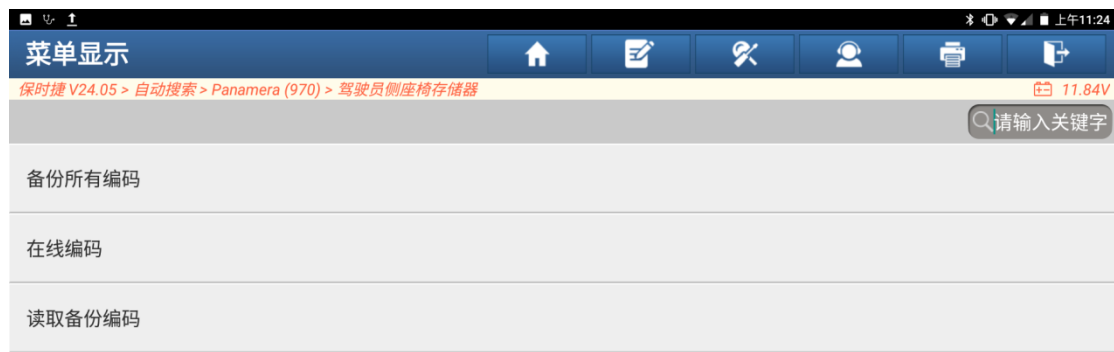 上午11:24
菜单显示
保时捷 V24.05 > 自动搜索 > Panamera (970) > 驾驶员侧座椅存储器 11.84V
请输入关键字
备份所有编码
在线编码
读取备份编码